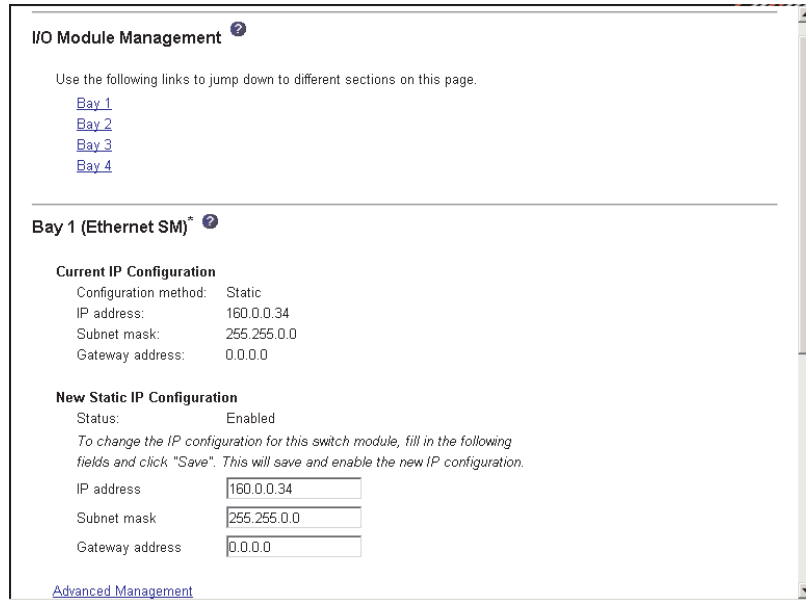 I/O Module Management ?
Use the following links to jump down to different sections on this page.
Bay 1
Bay 2
Bay 3
Bay 4
Bay 1 (Ethernet SM)* ?
Current IP Configuration
Configuration method: Static
IP address: 160.0.0.34
Subnet mask: 255.255.0.0
Gateway address: 0.0.0.0
New Static IP Configuration
Status: Enabled
To change the IP configuration for this switch module, fill in the following
fields and click "Save". This will save and enable the new IP configuration.
IP address 160.0.0.34
Subnet mask 255.255.0.0
Gateway address 0.0.0.0
Advanced Management